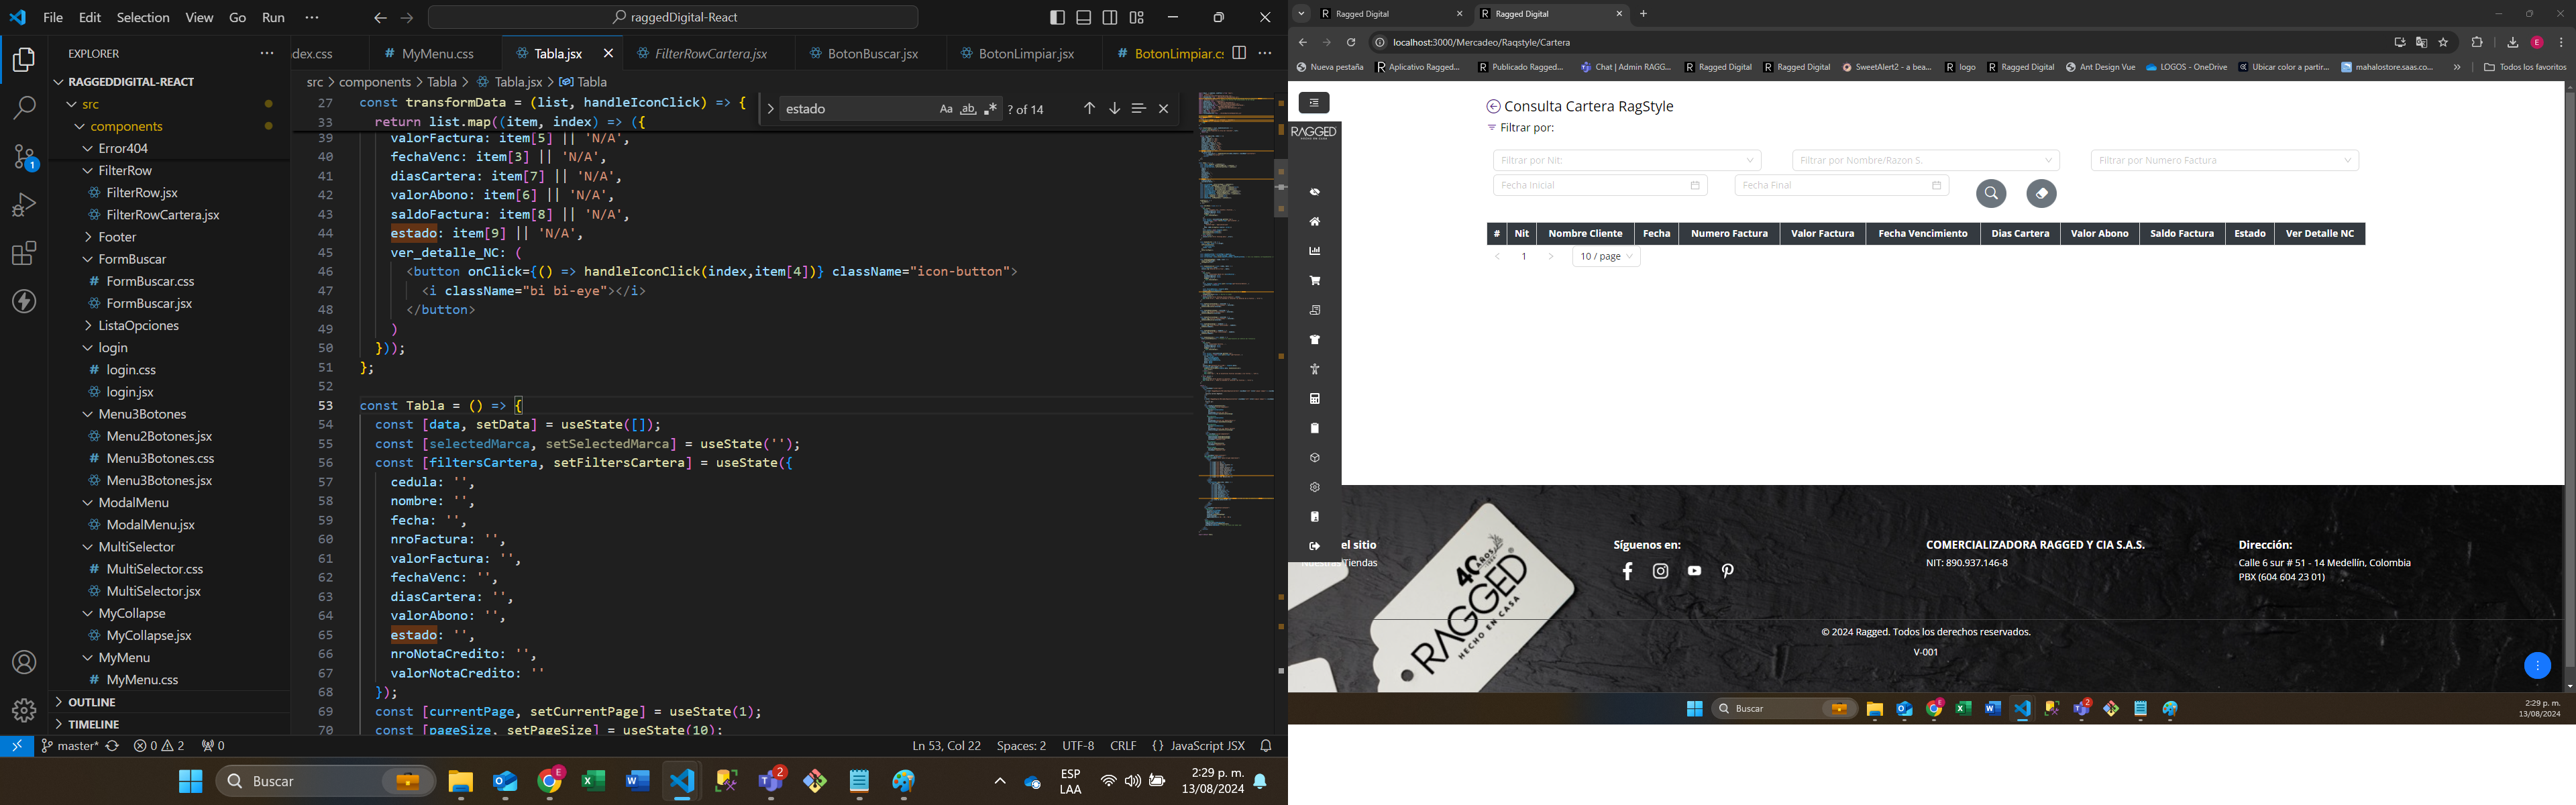 File Edit Selection View Go Run ···
raggedDigital-React
EXPLORER
RAGGEDDIGITAL-REACT
src
components
Error404
FilterRow
FilterRow.jsx
FilterRowCartera.jsx
Footer
FormBuscar
# FormBuscar.css
FormBuscar.jsx
ListaOpciones
login
# login.css
login.jsx
Menu3Botones
Menu2Botones.jsx
# Menu3Botones.css
Menu3Botones.jsx
ModalMenu
ModalMenu.jsx
MultiSelector
# MultiSelector.css
MultiSelector.jsx
MyCollapse
MyCollapse.jsx
MyMenu
# MyMenu.css
OUTLINE
TIMELINE
dex.css # MyMenu.css Tabla.jsx FilterRowCartera.jsx BotonBuscar.jsx BotonLimpiar.jsx # BotonLimpiar.cs
src > components > Tabla > Tabla.jsx > Tabla
estado Aa ab ? of 14
27 const transformData = (list, handleIconClick) => {
33 return list.map((item, index) => ({
39 valorFactura: item[5] || 'N/A',
40 fechaVenc: item[3] || 'N/A',
41 diasCartera: item[7] || 'N/A',
42 valorAbono: item[6] || 'N/A',
43 saldoFactura: item[8] || 'N/A',
44 estado: item[9] || 'N/A',
45 ver_detalle_NC: (
46 <button onClick={() => handleIconClick(index,item[4])} className="icon-button">
47 <i className="bi bi-eye"></i>
48 </button>
49 )
50 }));
51 };
52
53 const Tabla = () => {
54 const [data, setData] = useState([]);
55 const [selectedMarca, setSelectedMarca] = useState('');
56 const [filtersCartera, setFiltersCartera] = useState({
57 cedula: '',
58 nombre: '',
59 fecha: '',
60 nroFactura: '',
61 valorFactura: '',
62 fechaVenc: '',
63 diasCartera: '',
64 valorAbono: '',
65 estado: '',
66 nroNotaCredito: '',
67 valorNotaCredito: ''
68 });
69 const [currentPage, setCurrentPage] = useState(1);
70 const [pageSize, setPageSize] = useState(10);
master* 0 2 0 Ln 53, Col 22 Spaces: 2 UTF-8 CRLF {} JavaScript JSX
Buscar
2
ESP
LAA
2:29 p. m.
13/08/2024
Ragged Digital Ragged Digital
localhost:3000/Mercadeo/Raqstyle/Cartera
Nueva pestaña Aplicativo Ragged... Publicado Ragged... Chat | Admin RAGG... Ragged Digital Ragged Digital SweetAlert2 - a bea... logo Ragged Digital Ant Design Vue LOGOS - OneDrive Ubicar color a partir... mahalostore.saas.co... Todos los favoritos
RAGGED
Consulta Cartera RagStyle
Filtrar por:
Filtrar por Nit: Filtrar por Nombre/Razon S. Filtrar por Numero Factura
Fecha Inicial Fecha Final
# Nit Nombre Cliente Fecha Numero Factura Valor Factura Fecha Vencimiento Dias Cartera Valor Abono Saldo Factura Estado Ver Detalle NC
1 10 / page
el sitio
Tiendas
Síguenos en:
COMERCIALIZADORA RAGGED Y CIA S.A.S.
NIT: 890.937.146-8
Dirección:
Calle 6 sur # 51 - 14 Medellín, Colombia
PBX (604 604 23 01)
40 AÑOS
RAGGED
HECHO EN CASA
© 2024 Ragged. Todos los derechos reservados.
V-001
Buscar
2
2:29 p. m.
13/08/2024